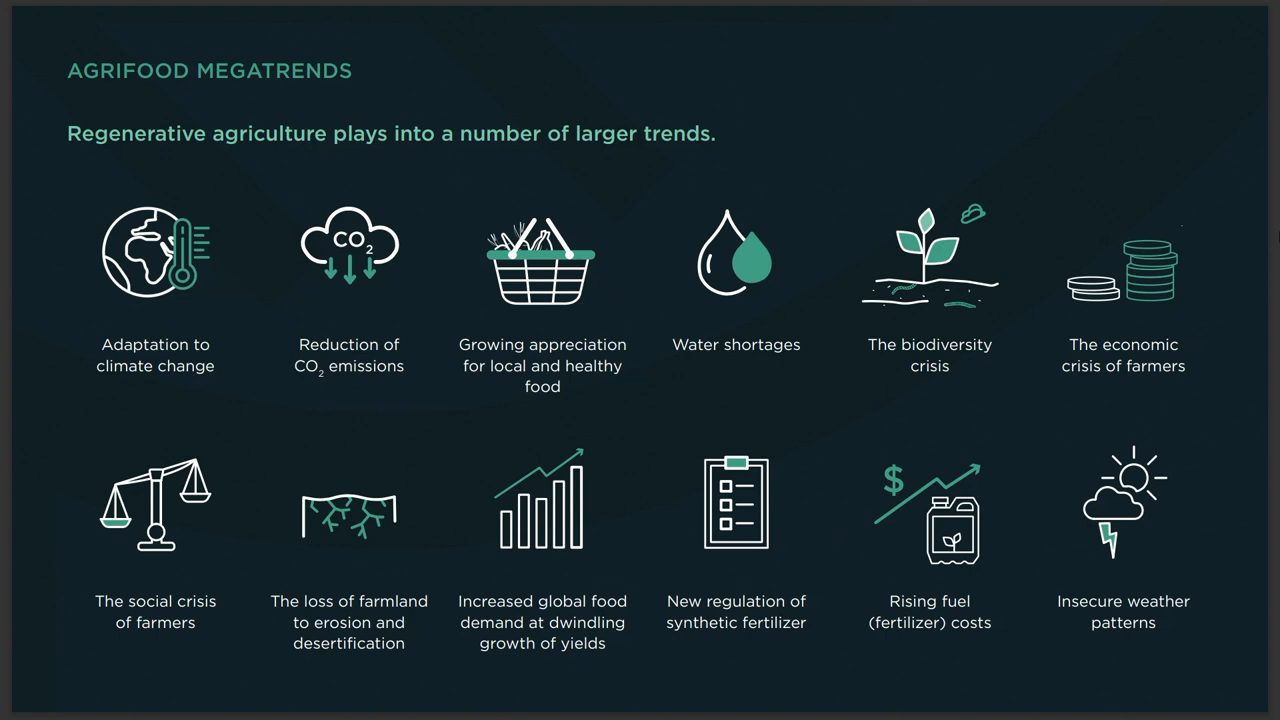 AGRIFOOD MEGATRENDS
Regenerative agriculture plays into a number of larger trends.
CO₂
Adaptation to
climate change
Reduction of
CO₂ emissions
Growing appreciation
for local and healthy
food
Water shortages
The biodiversity
crisis
The economic
crisis of farmers
$
The social crisis
of farmers
The loss of farmland
to erosion and
desertification
Increased global food
demand at dwindling
growth of yields
New regulation of
synthetic fertilizer
Rising fuel
(fertilizer) costs
Insecure weather
patterns